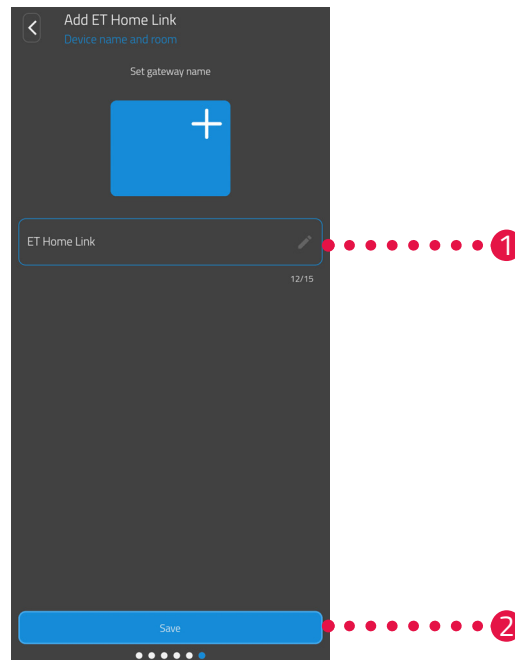 Add ET Home Link
Device name and room
Set gateway name
ET Home Link
1
12/15
Save
2